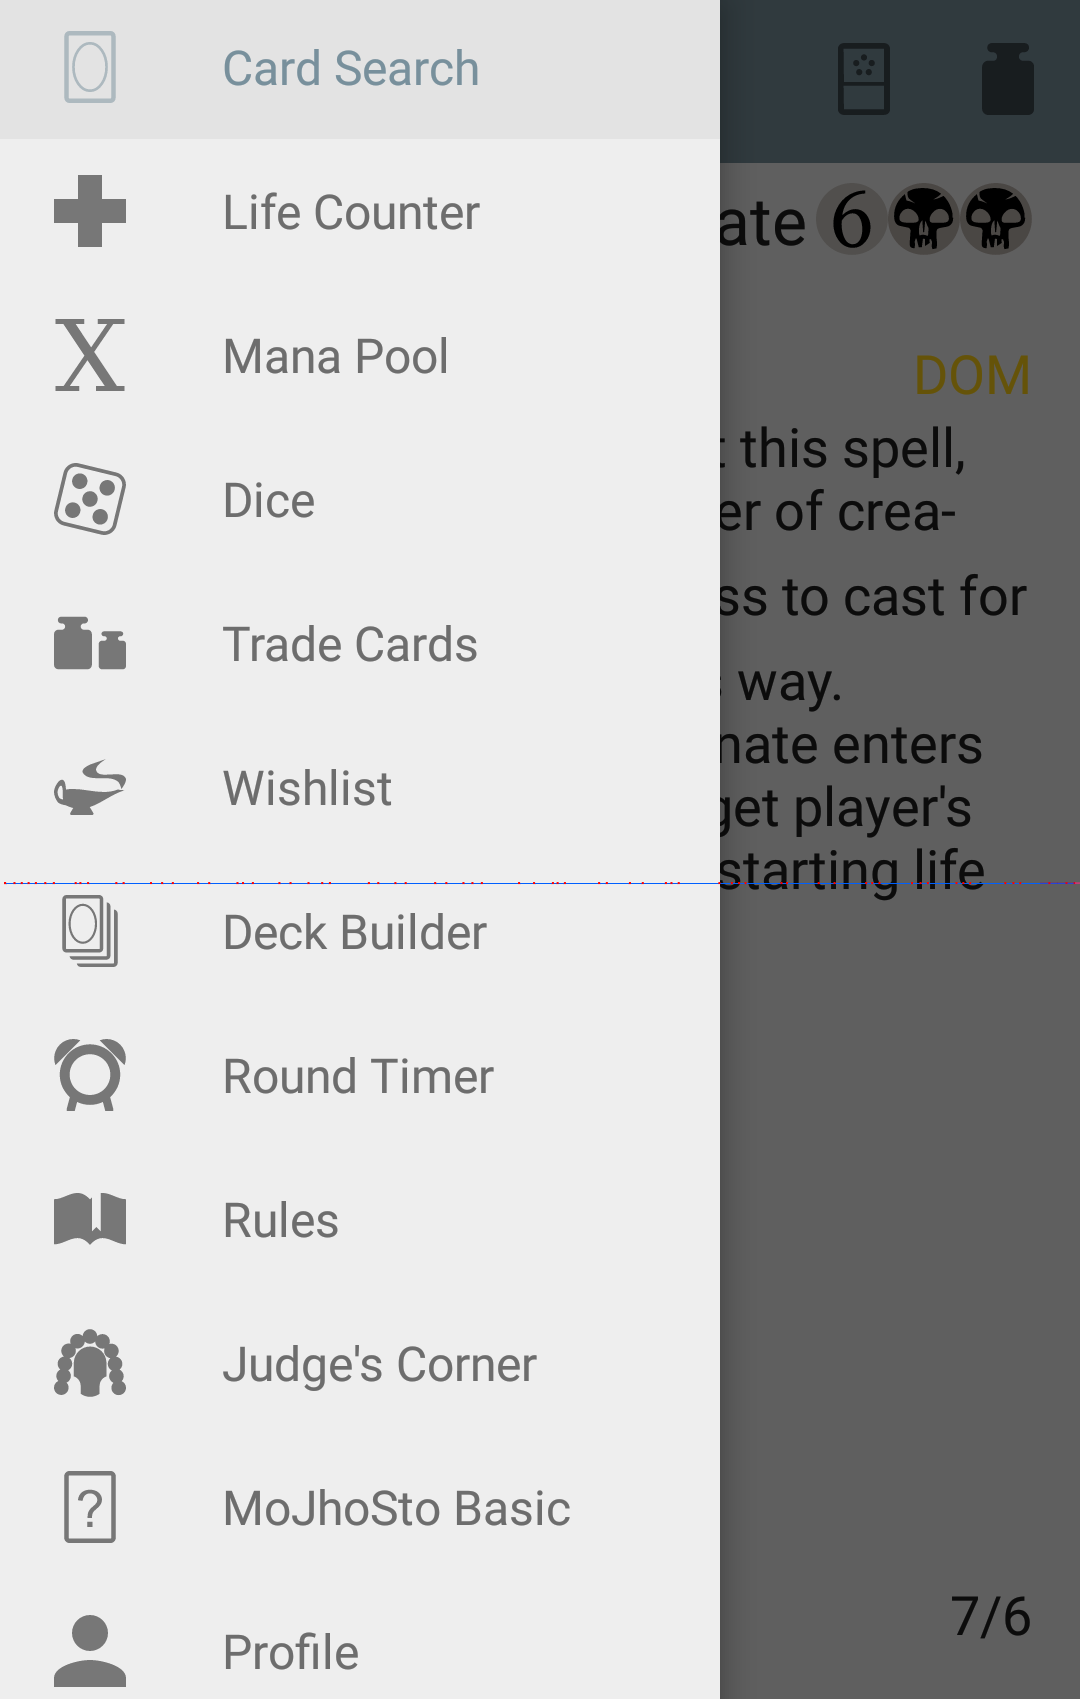 Card Search
Life Counter
Mana Pool
Dice
Trade Cards
Wishlist
Deck Builder
Round Timer
Rules
Judge's Corner
MoJhoSto Basic
Profile
ate 6
DOM
this spell,
er of crea-
ss to cast for
way.
nate enters
get player's
starting life
7/6